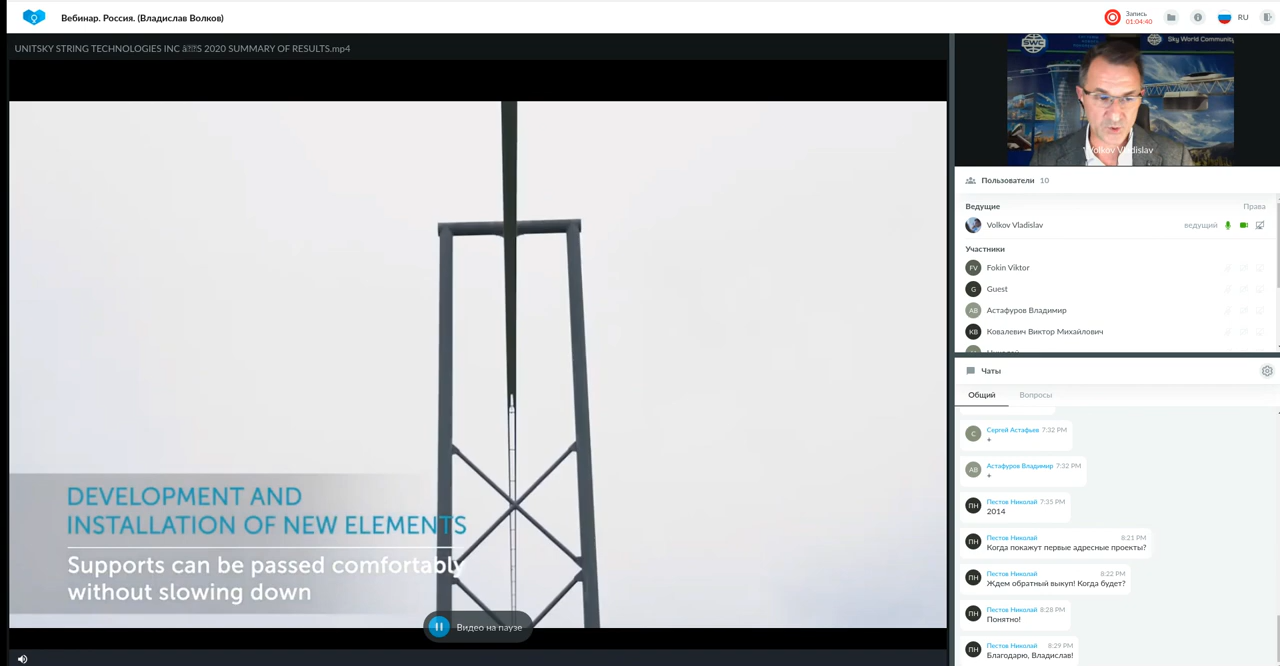 Вебинар. Россия. (Владислав Волков)
Запись
01:04:40
RU
UNITSKY STRING TECHNOLOGIES INC S 2020 SUMMARY OF RESULTS.mp4
DEVELOPMENT AND
INSTALLATION OF NEW ELEMENTS
Supports can be passed comfortably
without slowing down
Видео на паузе
SWC
Sky World Community
Volkov Vladislav
Пользователи 10
Ведущие Права
Volkov Vladislav ведущий
Участники
FV Fokin Viktor
G Guest
АВ Астафуров Владимир
КВ Ковалевич Виктор Михайлович
Чаты
Общий Вопросы
С Сергей Астафьев 7:32 PM
+
АВ Астафуров Владимир 7:32 PM
+
ПН Пестов Николай 7:35 PM
2014
ПН Пестов Николай 8:21 PM
Когда покажут первые адресные проекты?
ПН Пестов Николай 8:22 PM
Ждем обратный выкуп! Когда будет?
ПН Пестов Николай 8:28 PM
Понятно!
ПН Пестов Николай 8:29 PM
Благодарю, Владислав!